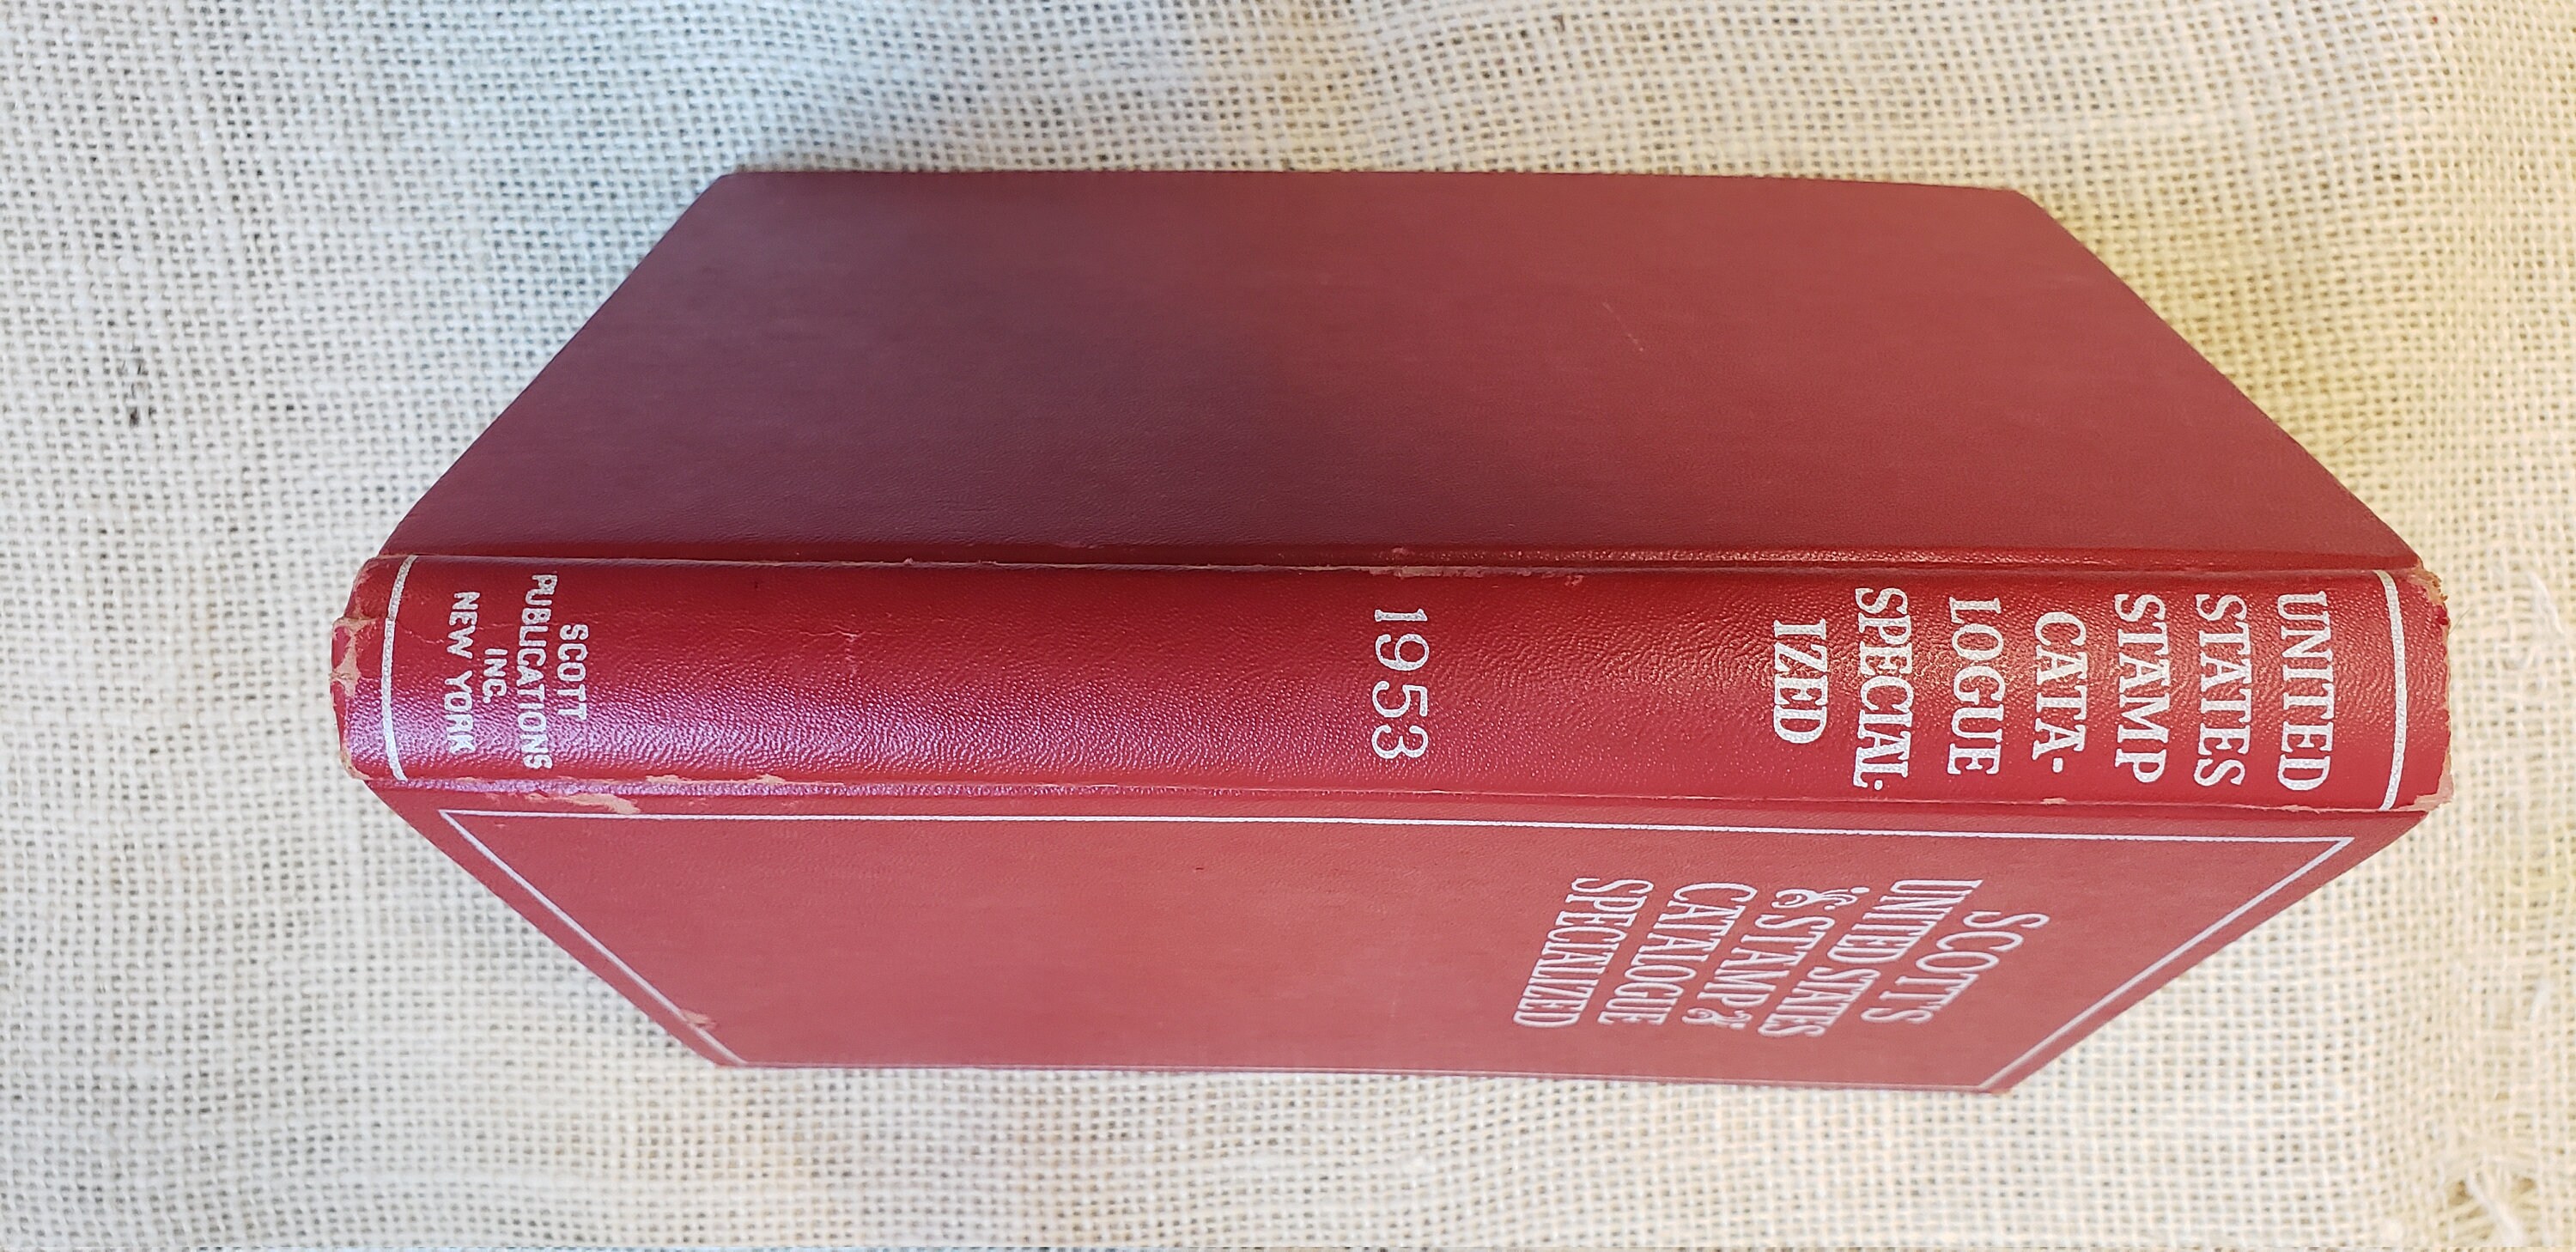 UNITED
STATES
STAMP
CATA-
LOGUE
SPECIAL-
IZED
1953
SCOTT
PUBLICATIONS
INC.
NEW YORK
SCOTT'S
UNITED STATES
STAMP
CATALOGUE
SPECIALIZED